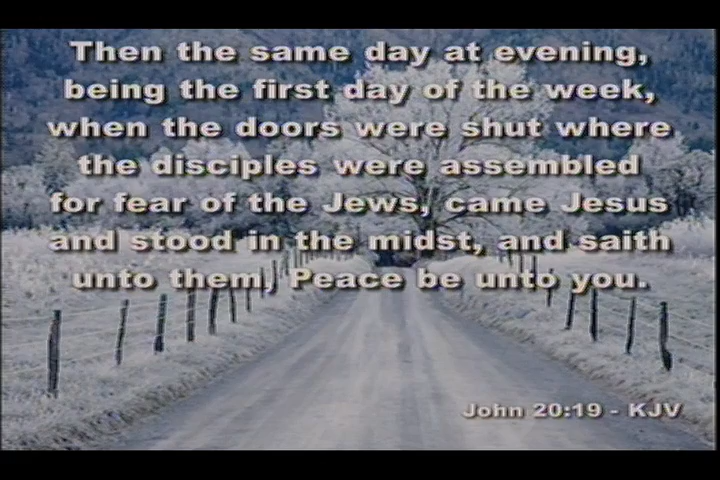 Then the same day at evening,
being the first day of the week,
when the doors were shut where
the disciples were assembled
for fear of the Jews, came Jesus
and stood in the midst, and saith
unto them, Peace be unto you.
John 20:19 - KJV